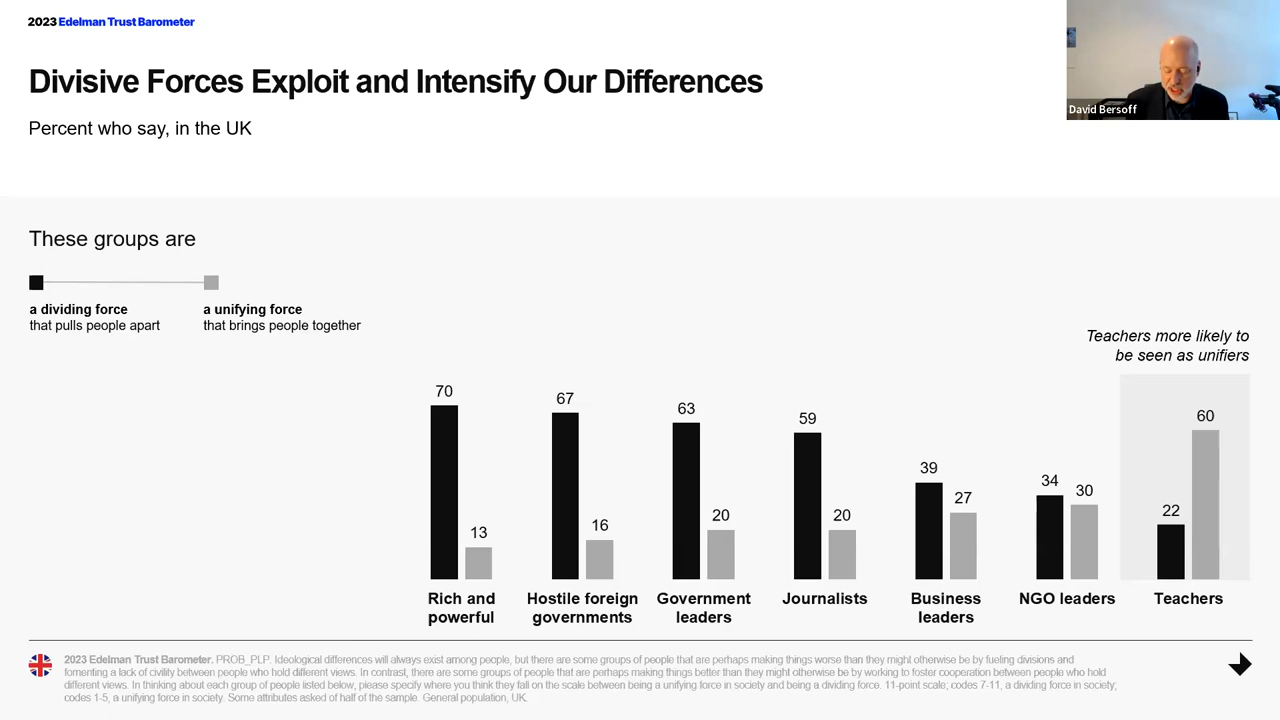 2023 Edelman Trust Barometer
David Bersoff
Divisive Forces Exploit and Intensify Our Differences
Percent who say, in the UK
These groups are
a dividing force
that pulls people apart
a unifying force
that brings people together
Teachers more likely to
be seen as unifiers
70 13
67 16
63 20
59 20
39 27
34 30
22 60
Rich and
powerful
Hostile foreign
governments
Government
leaders
Journalists
Business
leaders
NGO leaders
Teachers
2023 Edelman Trust Barometer. PROB_PLP. Ideological differences will always exist among people, but there are some groups of people that are perhaps making things worse than they might otherwise be by fueling divisions and
fomenting a lack of civility between people who hold different views. In contrast, there are some groups of people that are perhaps making things better than they might otherwise be by working to foster cooperation between people who hold
different views. In thinking about each group of people listed below, please specify where you think they fall on the scale between being a unifying force in society and being a dividing force. 11-point scale; codes 7-11, a dividing force in society;
codes 1-5, a unifying force in society. Some attributes asked of half of the sample. General population, UK.